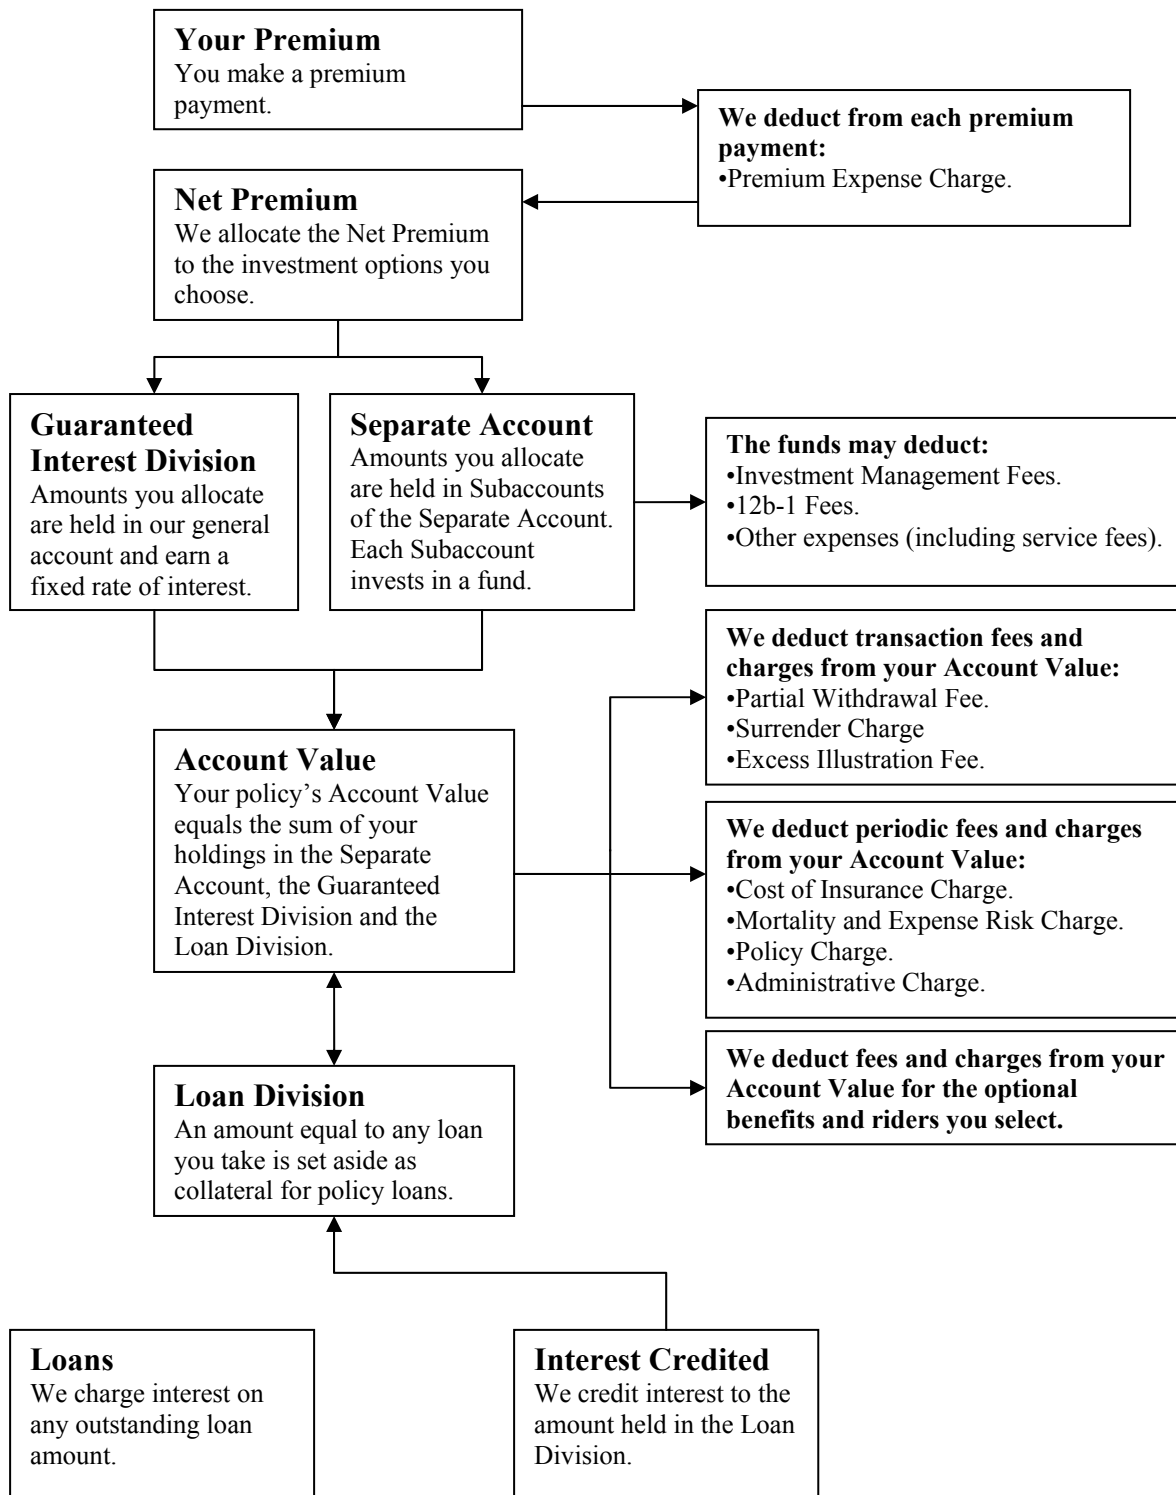 Your Premium
You make a premium
payment.
We deduct from each premium
payment:
•Premium Expense Charge.
Net Premium
We allocate the Net Premium
to the investment options you
choose.
Guaranteed
Interest Division
Amounts you allocate
are held in our general
account and earn a
fixed rate of interest.
Separate Account
Amounts you allocate
are held in Subaccounts
of the Separate Account.
Each Subaccount
invests in a fund.
The funds may deduct:
•Investment Management Fees.
•12b-1 Fees.
•Other expenses (including service fees).
We deduct transaction fees and
charges from your Account Value:
•Partial Withdrawal Fee.
•Surrender Charge
•Excess Illustration Fee.
Account Value
Your policy’s Account Value
equals the sum of your
holdings in the Separate
Account, the Guaranteed
Interest Division and the
Loan Division.
We deduct periodic fees and charges
from your Account Value:
•Cost of Insurance Charge.
•Mortality and Expense Risk Charge.
•Policy Charge.
•Administrative Charge.
We deduct fees and charges from your
Account Value for the optional
benefits and riders you select.
Loan Division
An amount equal to any loan
you take is set aside as
collateral for policy loans.
Loans
We charge interest on
any outstanding loan
amount.
Interest Credited
We credit interest to the
amount held in the Loan
Division.